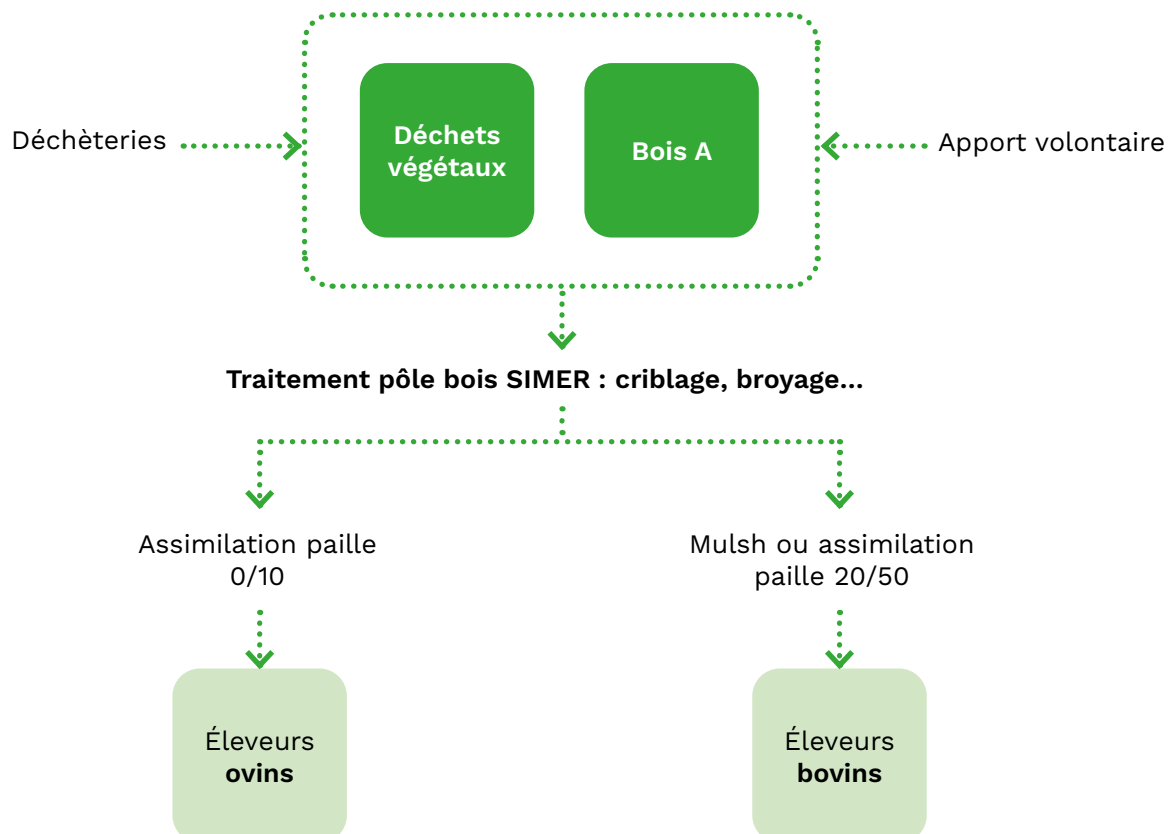 Déchets
végétaux
Bois A
Déchèteries
Apport volontaire
Traitement pôle bois SIMER : criblage, broyage...
Assimilation paille
0/10
Mulsh ou assimilation
paille 20/50
Éleveurs
ovins
Éleveurs
bovins